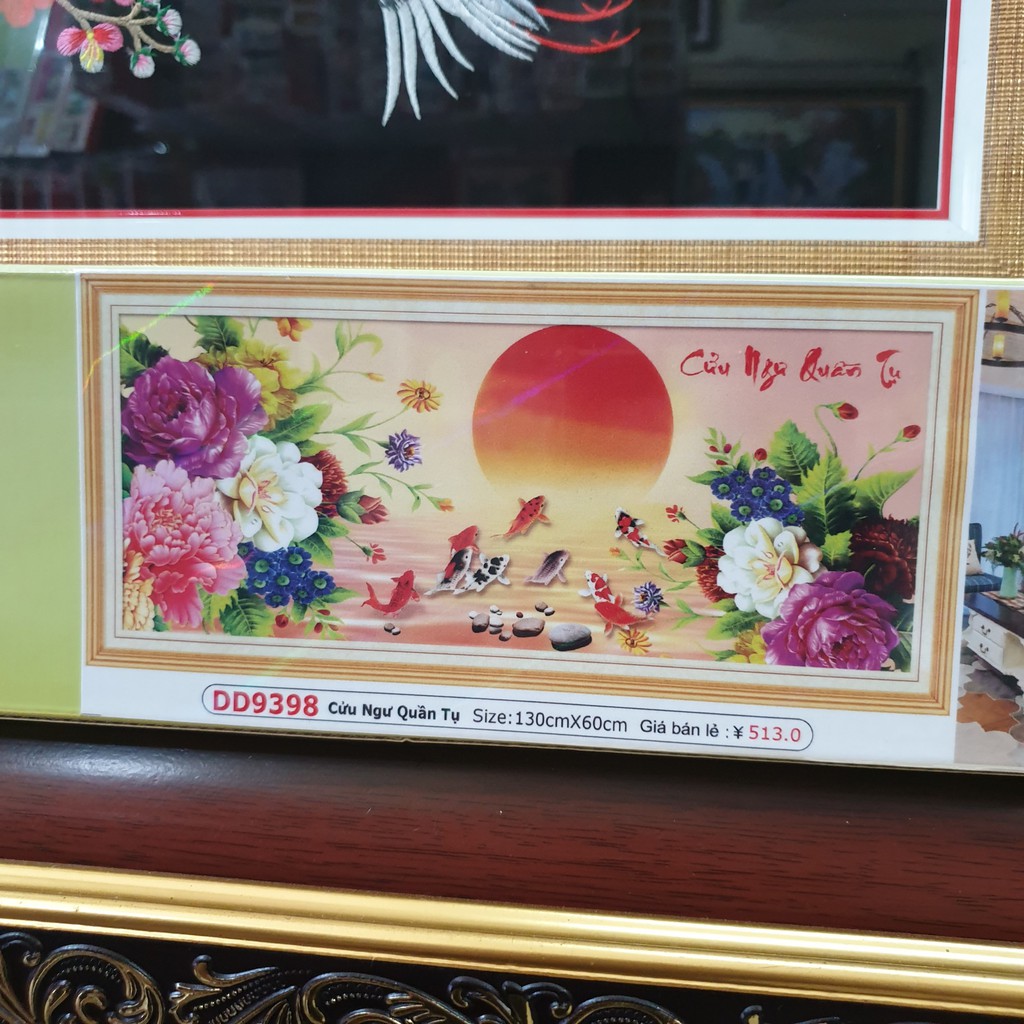 Cửu Ngư Quần Tụ
DD9398 Cửu Ngư Quần Tụ Size:130cmX60cm Giá bán lẻ :¥ 513.0